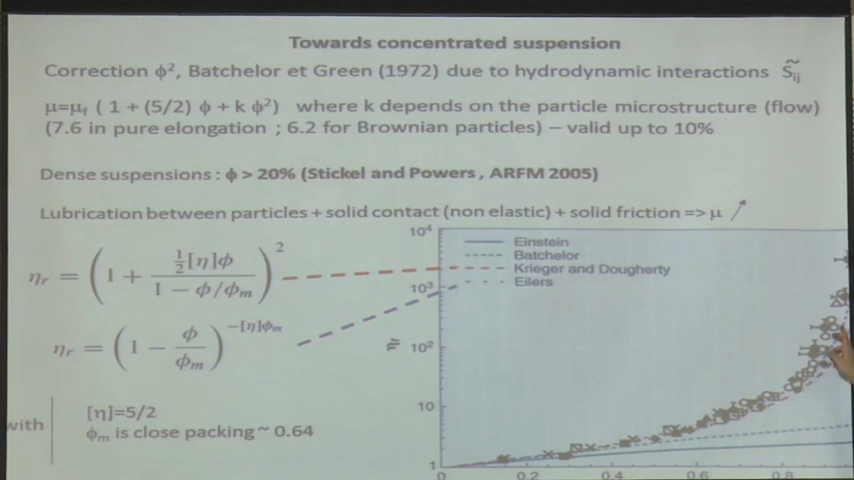 Towards concentrated suspension
Correction ϕ², Batchelor et Green (1972) due to hydrodynamic interactions S̃ᵢⱼ
μ=μf ( 1 + (5/2) ϕ + k ϕ²) where k depends on the particle microstructure (flow)
(7.6 in pure elongation ; 6.2 for Brownian particles) – valid up to 10%
Dense suspensions : ϕ > 20% (Stickel and Powers , ARFM 2005)
Lubrication between particles + solid contact (non elastic) + solid friction => μ ↗
ηr = (1 + ½[η]ϕ / (1 − ϕ/ϕm))²
ηr = (1 − ϕ/ϕm)^−[η]ϕm
with
[η]=5/2
ϕm is close packing ~ 0.64
10⁴
Einstein
Batchelor
Krieger and Dougherty
Eilers
10³
10²
10
1
0 0.2 0.4 0.6 0.8